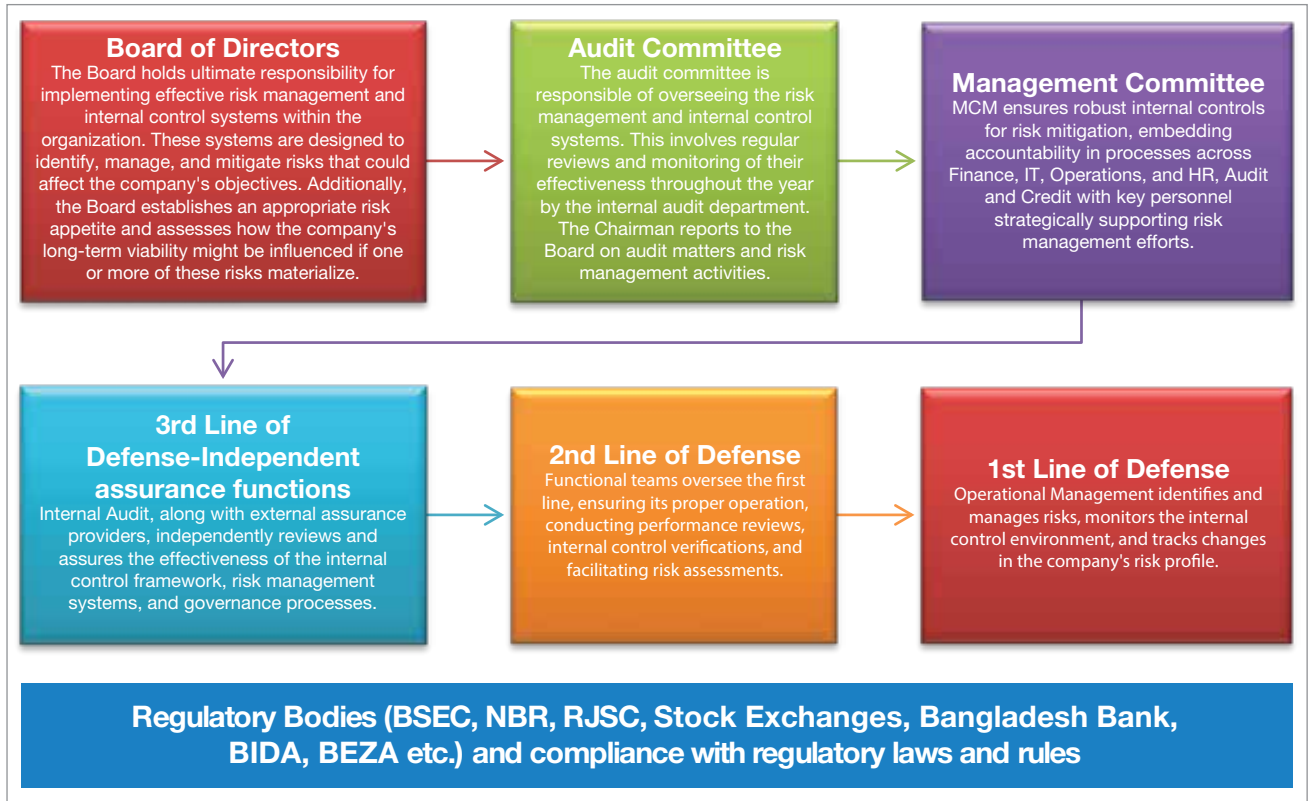 Board of Directors
The Board holds ultimate responsibility for
implementing effective risk management and
internal control systems within the
organization. These systems are designed to
identify, manage, and mitigate risks that could
affect the company's objectives. Additionally,
the Board establishes an appropriate risk
appetite and assesses how the company's
long-term viability might be influenced if one
or more of these risks materialize.
Audit Committee
The audit committee is
responsible of overseeing the risk
management and internal control
systems. This involves regular
reviews and monitoring of their
effectiveness throughout the year
by the internal audit department.
The Chairman reports to the
Board on audit matters and risk
management activities.
Management Committee
MCM ensures robust internal controls
for risk mitigation, embedding
accountability in processes across
Finance, IT, Operations, and HR, Audit
and Credit with key personnel
strategically supporting risk
management efforts.
3rd Line of
Defense-Independent
assurance functions
Internal Audit, along with external assurance
providers, independently reviews and
assures the effectiveness of the internal
control framework, risk management
systems, and governance processes.
2nd Line of Defense
Functional teams oversee the first
line, ensuring its proper operation,
conducting performance reviews,
internal control verifications, and
facilitating risk assessments.
1st Line of Defense
Operational Management identifies and
manages risks, monitors the internal
control environment, and tracks changes
in the company's risk profile.
Regulatory Bodies (BSEC, NBR, RJSC, Stock Exchanges, Bangladesh Bank,
BIDA, BEZA etc.) and compliance with regulatory laws and rules